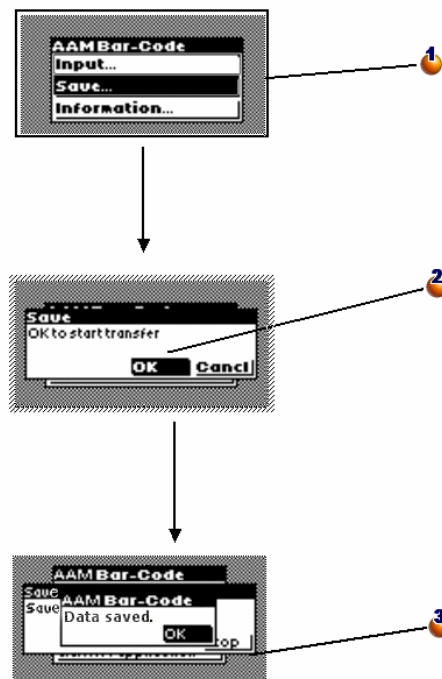 AAM Bar-Code
Input...
Save...
Information...
1
Save
OK to start transfer
OK Cancl
2
AAM Bar-Code
Save
Save
AAM Bar-Code
Data saved.
OK
3